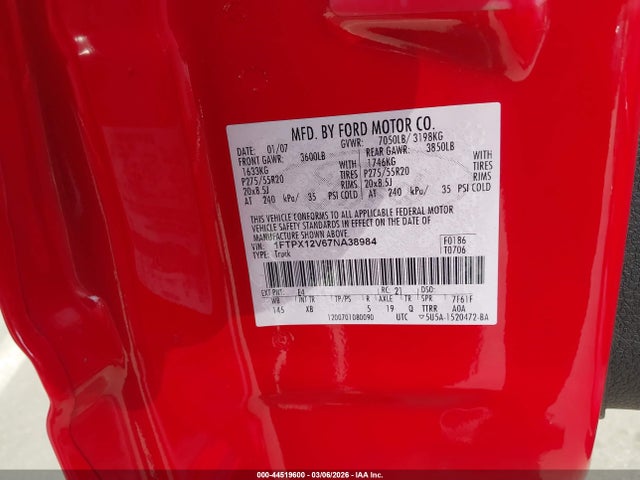 MFD. BY FORD MOTOR CO.
DATE: 01/07 GVWR: 7050LB/ 3198KG
FRONT GAWR: 3600LB REAR GAWR: 3850LB
1633KG WITH 1746KG WITH
P275/55R20 TIRES P275/55R20 TIRES
20x8.5J RIMS 20x8.5J RIMS
AT 240 kPa/ 35 PSI COLD AT 240 kPa/ 35 PSI COLD
THIS VEHICLE CONFORMS TO ALL APPLICABLE FEDERAL MOTOR
VEHICLE SAFETY STANDARDS IN EFFECT ON THE DATE OF
MANUFACTURE SHOWN ABOVE.
VIN: 1FTPX12V67NA38984 F0186
TYPE: Truck T0706
EXT PNT: E4 RC: 21 DSO:
WB INT TR TP/PS R AXLE TR SPR 7F61F
145 XB 5 19 Q TTRR A0A
1200701080090 UTC 5U5A-1520472-BA
000-44519600 - 03/06/2026 - IAAI.COM